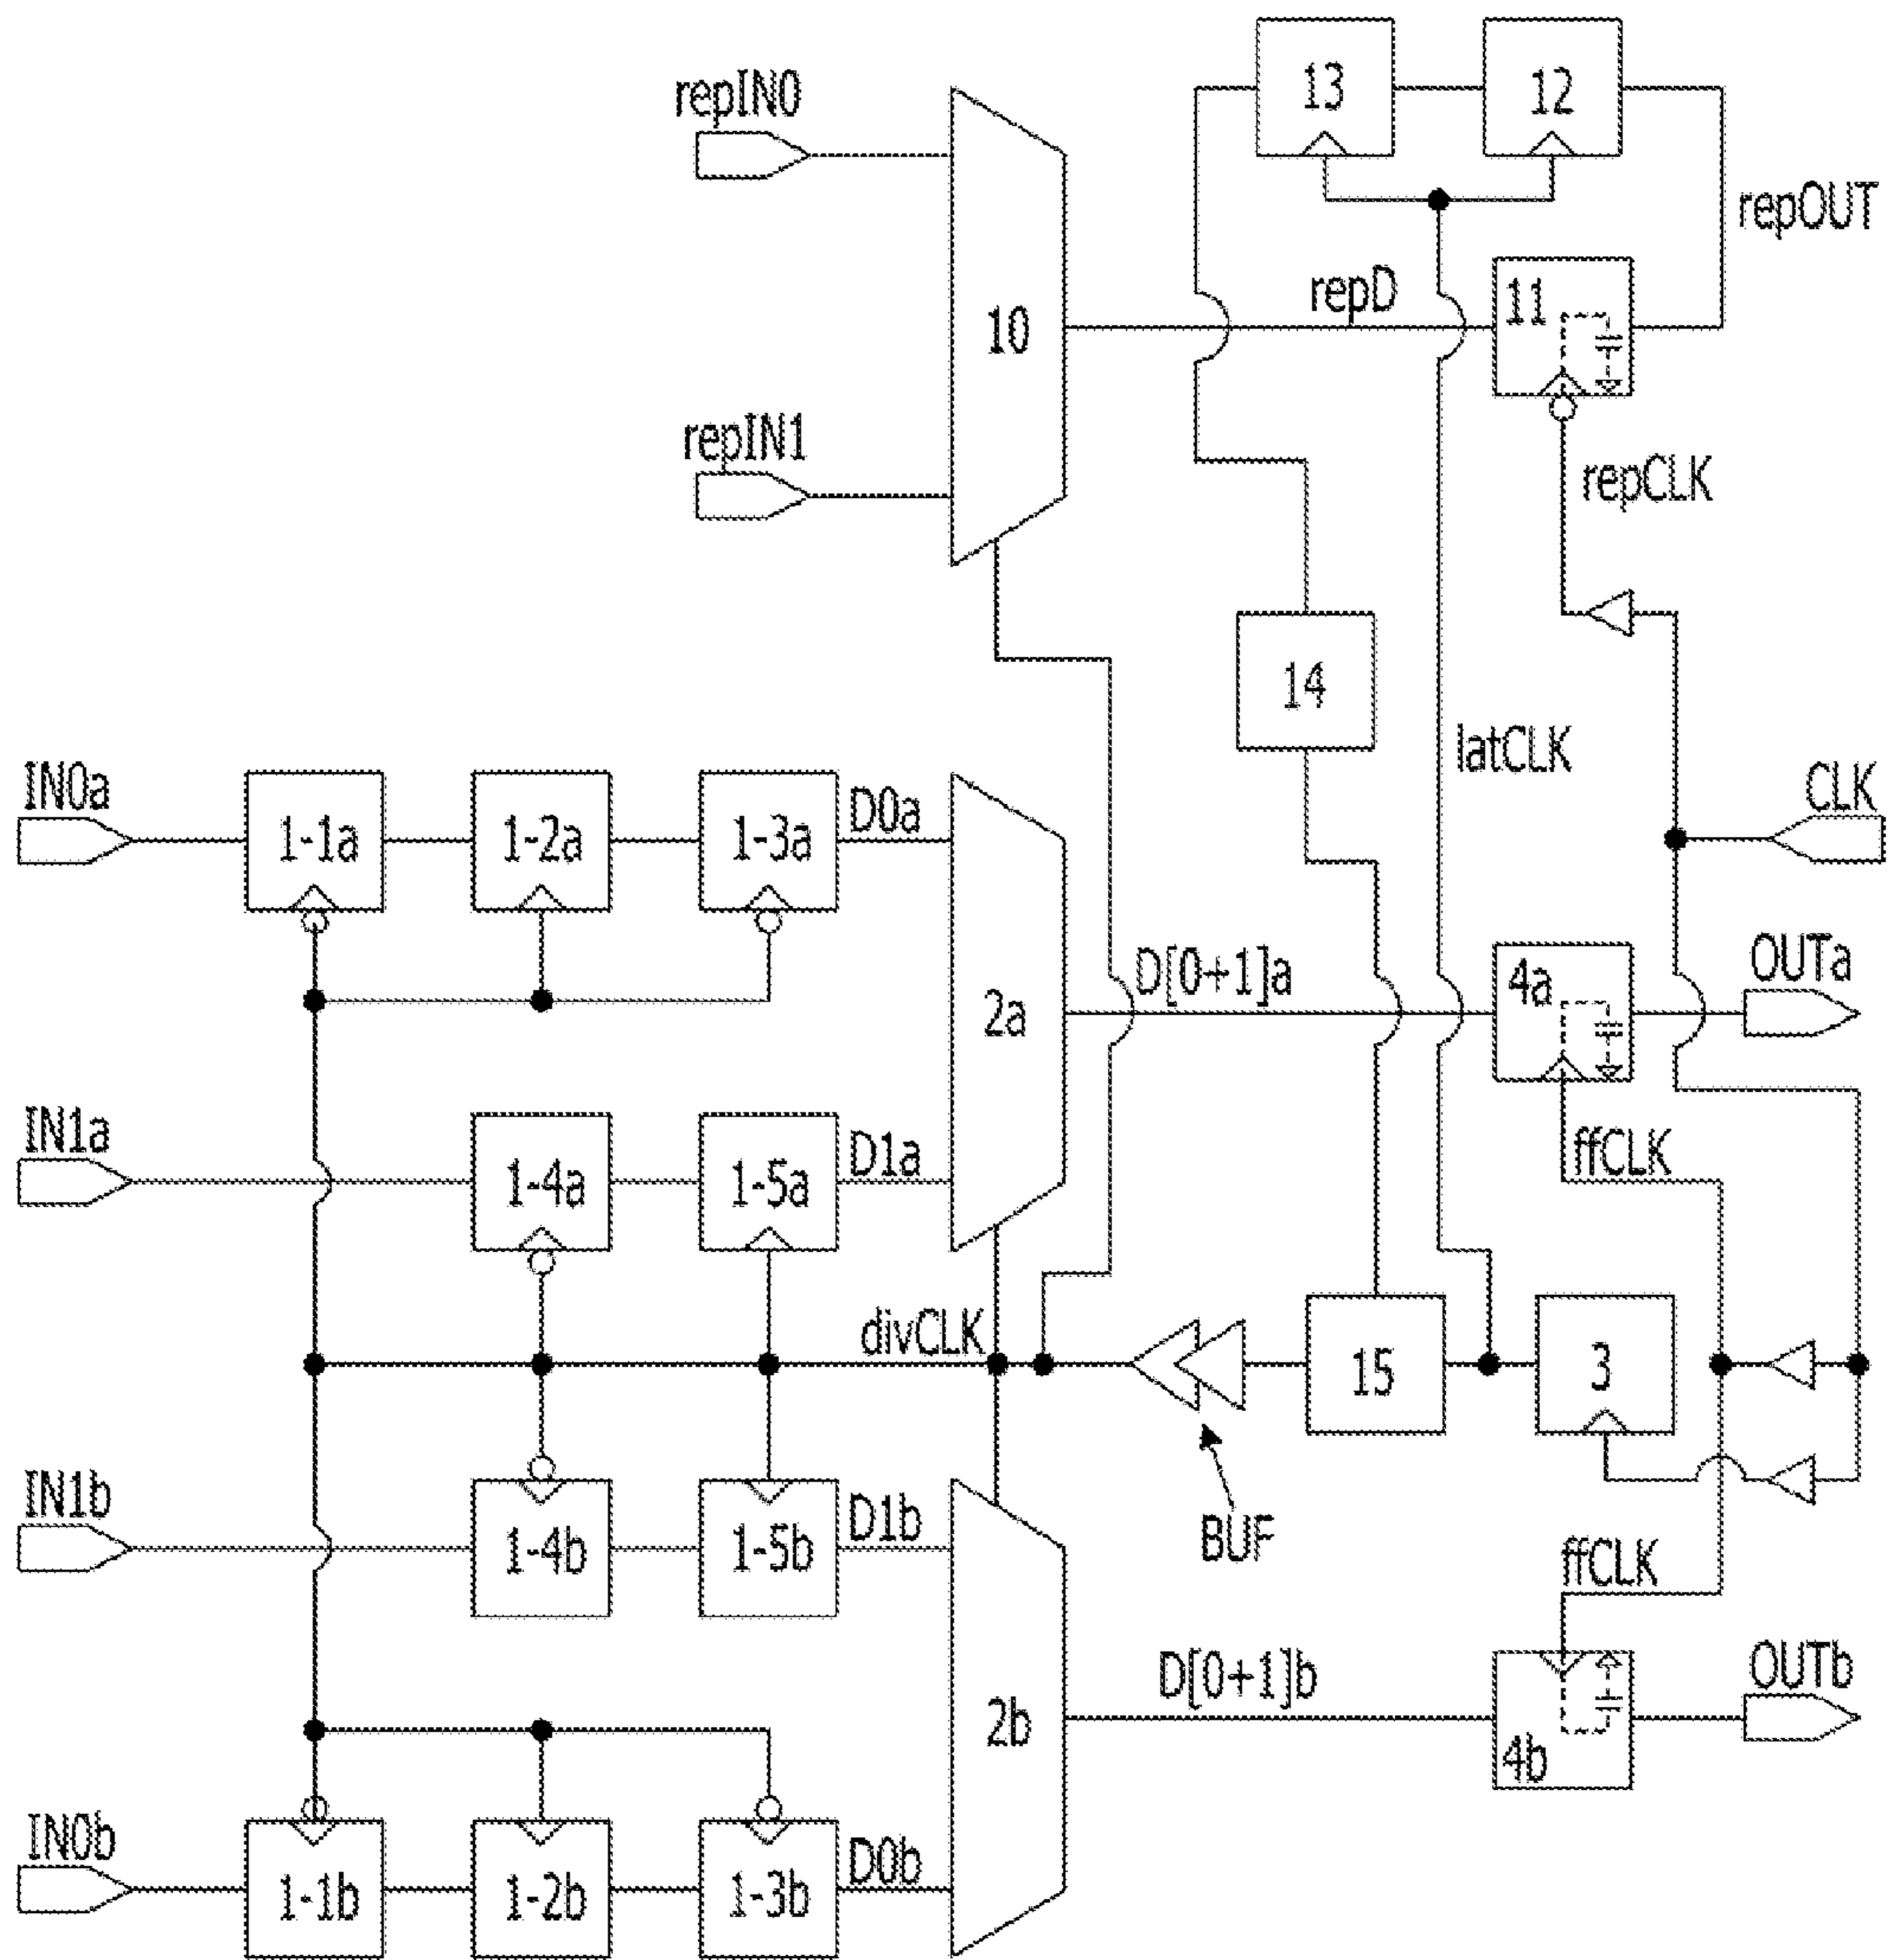 13
12
repIN0
repOUT
repD
11
10
repIN1
repCLK
14
latCLK
IN0a
1-1a
1-2a
1-3a
D0a
CLK
D[0+1]a
4a
OUTa
2a
IN1a
1-4a
1-5a
D1a
ffCLK
divCLK
15
3
IN1b
1-4b
1-5b
D1b
BUF
ffCLK
D[0+1]b
OUTb
2b
4b
IN0b
1-1b
1-2b
1-3b
D0b